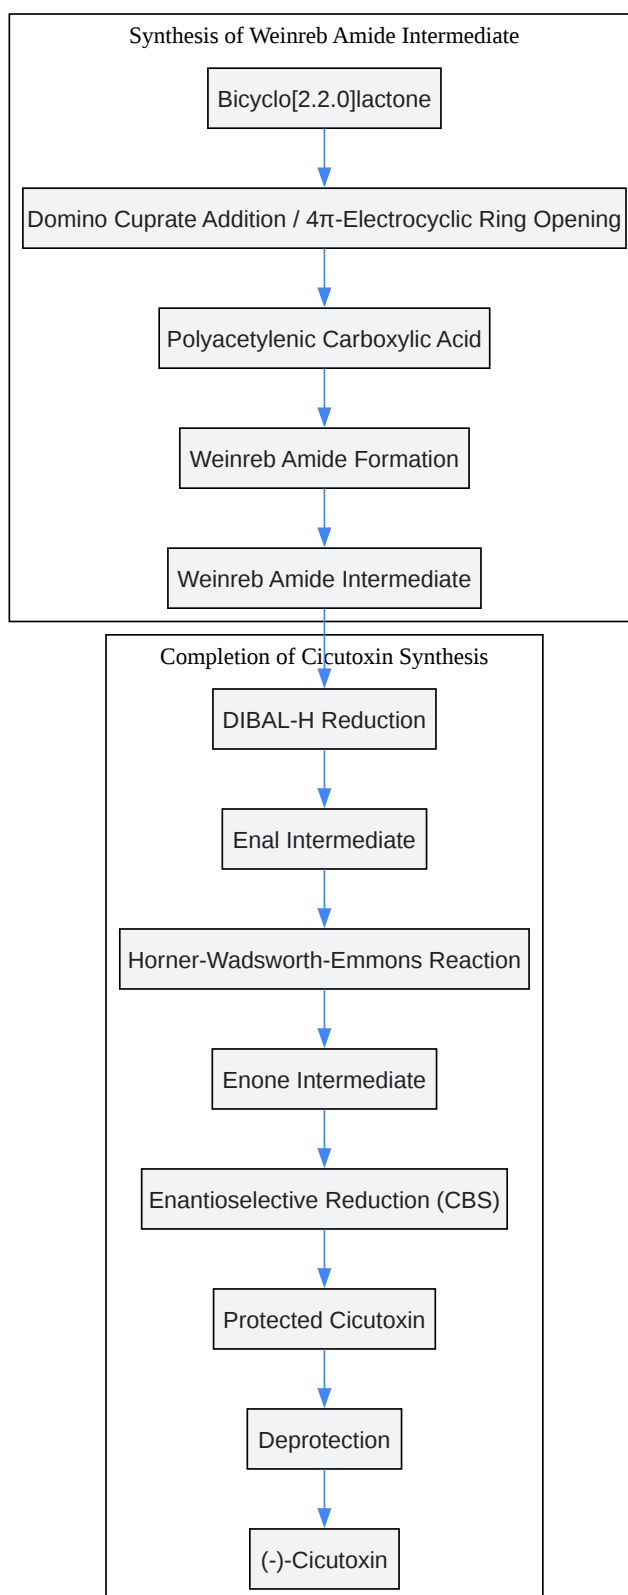 Synthesis of Weinreb Amide Intermediate
Bicyclo[2.2.0]lactone
Domino Cuprate Addition / 4π-Electrocyclic Ring Opening
Polyacetylenic Carboxylic Acid
Weinreb Amide Formation
Weinreb Amide Intermediate
Completion of Cicutoxin Synthesis
DIBAL-H Reduction
Enal Intermediate
Horner-Wadsworth-Emmons Reaction
Enone Intermediate
Enantioselective Reduction (CBS)
Protected Cicutoxin
Deprotection
(-)-Cicutoxin